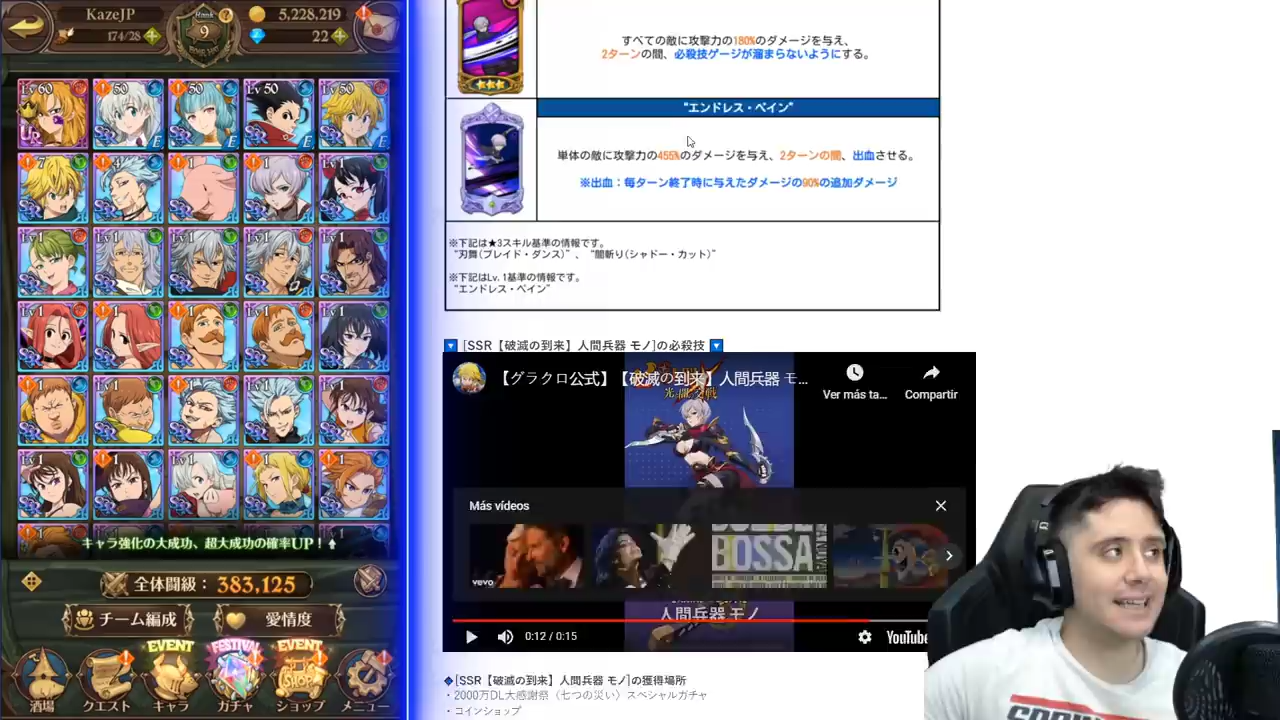 KazeJP
174/28
Rank
9
5,228,219
22
Lv 60
UR
50
SSR
E
50
SSR
E
Lv 50
SSR
E
Lv 50
SSR
E
すべての敵に攻撃力の180%のダメージを与え、
2ターンの間、必殺技ゲージが溜まらないようにする。
"エンドレス・ペイン"
単体の敵に攻撃力の455%のダメージを与え、2ターンの間、出血させる。
※出血：毎ターン終了時に与えたダメージの90%の追加ダメージ
※下記は★3スキル基準の情報です。
"刃舞(ブレイド・ダンス)"、"闇斬り(シャドー・カット)"
※下記はLv. 1基準の情報です。
"エンドレス・ペイン"
[SSR【破滅の到来】人間兵器 モノ]の必殺技
【グラクロ公式】【破滅の到来】人間兵器 モ...
Ver más ta...
Compartir
Más vídeos
vevo
BOSSA
人間兵器 モノ
0:12 / 0:15
YouTube
キャラ強化の大成功、超大成功の確率UP！
全体闘級：383,125
チーム編成
愛情度
EVENT
FESTIVAL
EVENT
SHOP
酒場
クエスト
キャラ
ガチャ
ショップ
メニュー
◆[SSR【破滅の到来】人間兵器 モノ]の獲得場所
・2000万DL大感謝祭〈七つの災い〉スペシャルガチャ
・コインショップ